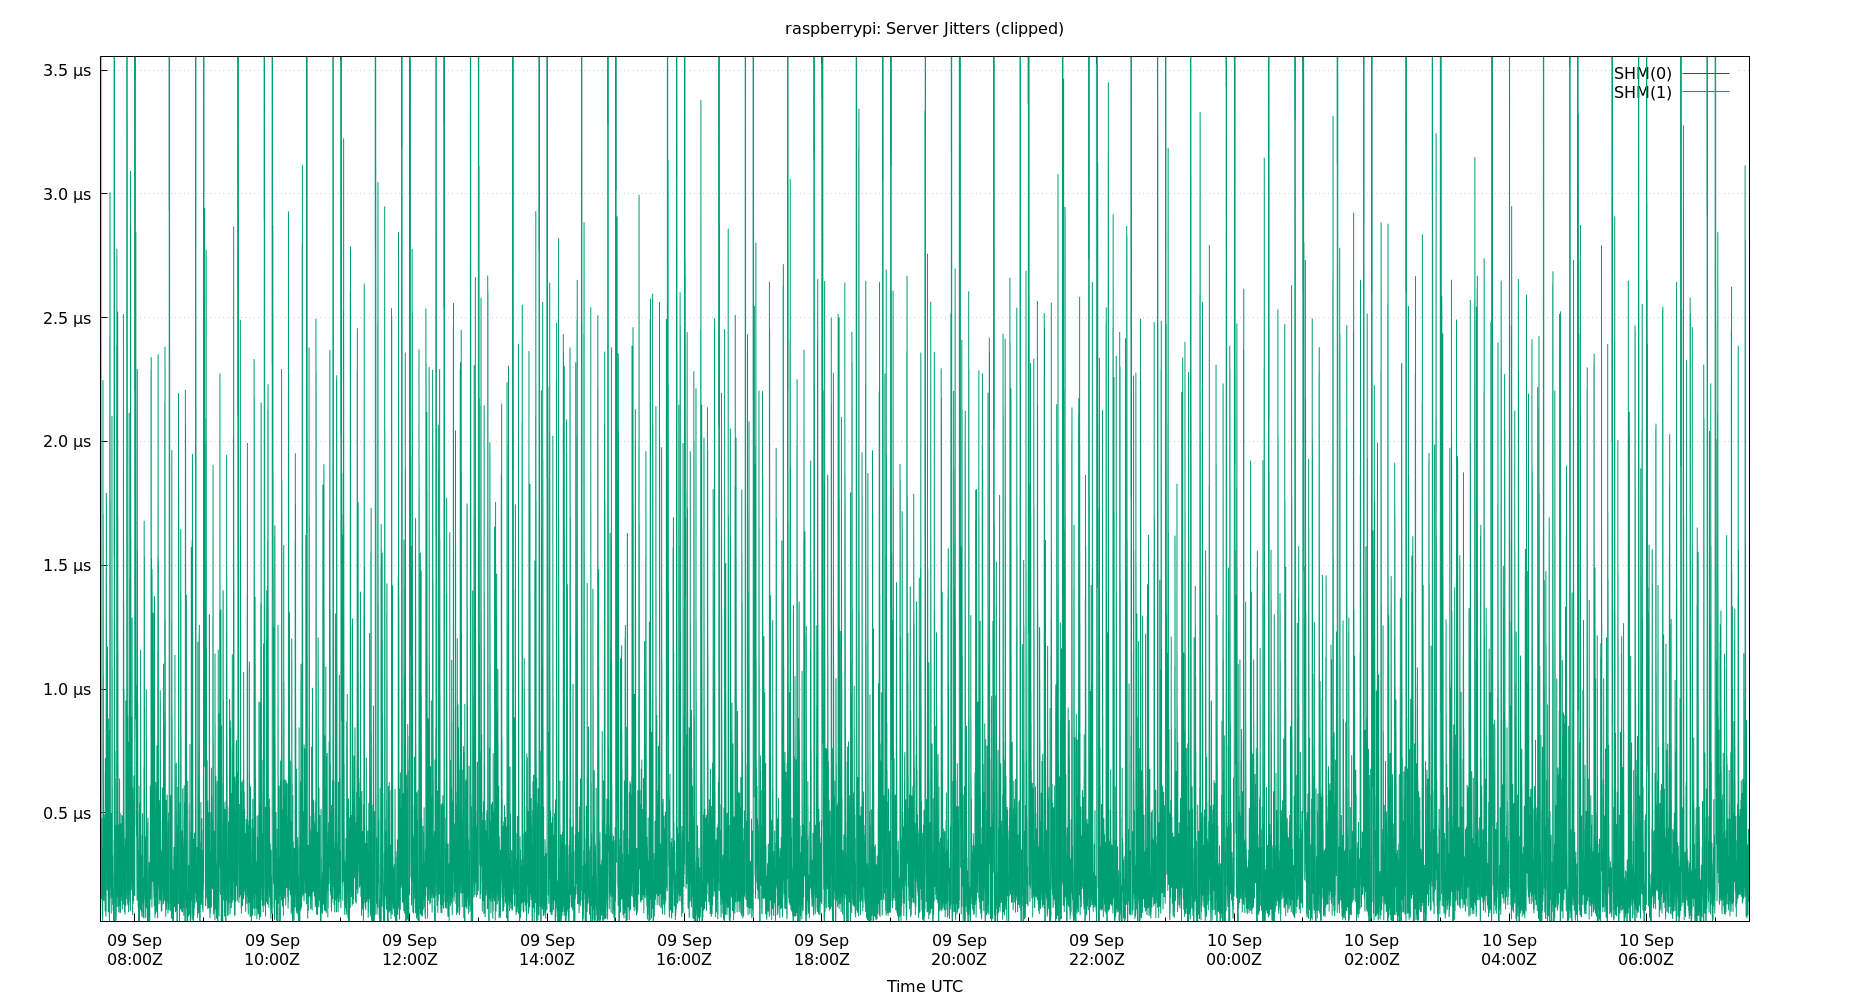 raspberrypi: Server Jitters (clipped)
3.5 µs
SHM(0)
SHM(1)
3.0 µs
2.5 µs
2.0 µs
1.5 µs
1.0 µs
0.5 µs
09 Sep 09 Sep 09 Sep 09 Sep 09 Sep 09 Sep 09 Sep 09 Sep 10 Sep 10 Sep 10 Sep 10 Sep
08:00Z 10:00Z 12:00Z 14:00Z 16:00Z 18:00Z 20:00Z 22:00Z 00:00Z 02:00Z 04:00Z 06:00Z
Time UTC